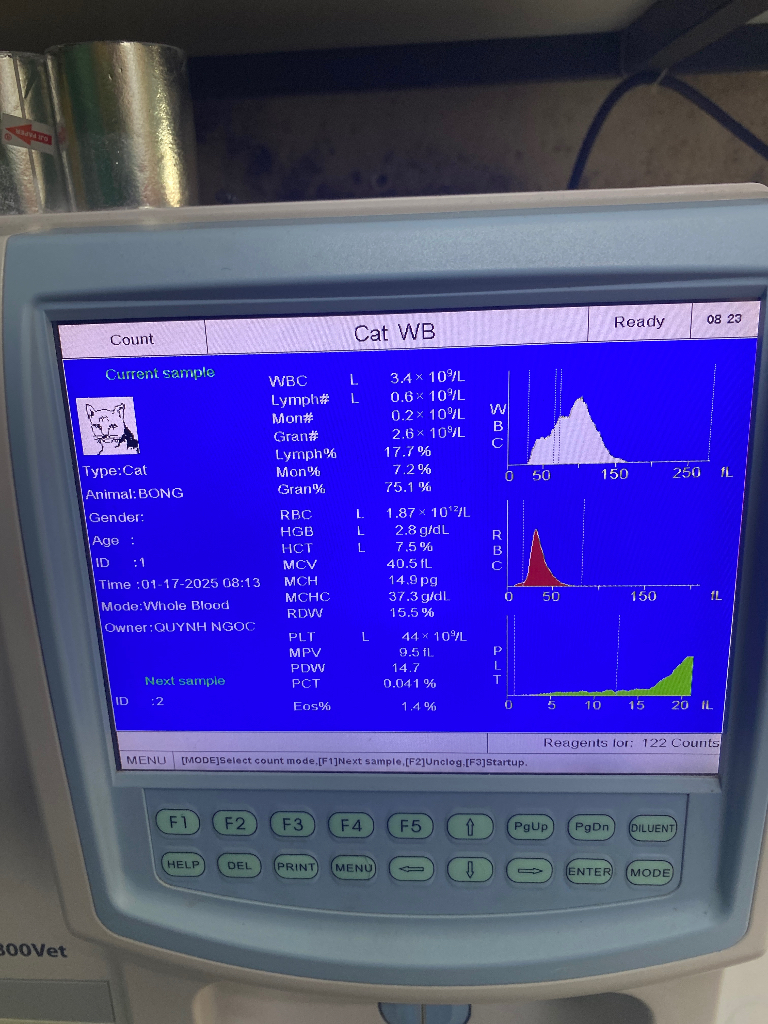 Count
Cat WB
Ready
08 23
Current sample
Type:Cat
Animal:BONG
Gender:
Age :
ID :1
Time :01-17-2025 08:13
Mode:Whole Blood
Owner:QUYNH NGOC
Next sample
ID :2
WBC L 3.4 × 10⁹/L
Lymph# L 0.6 × 10⁹/L
Mon# 0.2 × 10⁹/L
Gran# 2.6 × 10⁹/L
Lymph% 17.7 %
Mon% 7.2 %
Gran% 75.1 %
RBC L 1.87 × 10¹²/L
HGB L 2.8 g/dL
HCT L 7.5 %
MCV 40.5 fL
MCH 14.9 pg
MCHC 37.3 g/dL
RDW 15.5 %
PLT L 44 × 10⁹/L
MPV 9.5 fL
PDW 14.7
PCT 0.041 %
Eos% 1.4 %
WBC
0 50 150 250 fL
RBC
0 50 150 fL
PLT
0 5 10 15 20 fL
Reagents for: 122 Counts
MENU [MODE]Select count mode,[F1]Next sample,[F2]Unclog,[F3]Startup.
F1 F2 F3 F4 F5 ⇧ PgUp PgDn DILUENT
HELP DEL PRINT MENU ⇐ ⇩ ⇒ ENTER MODE
800Vet